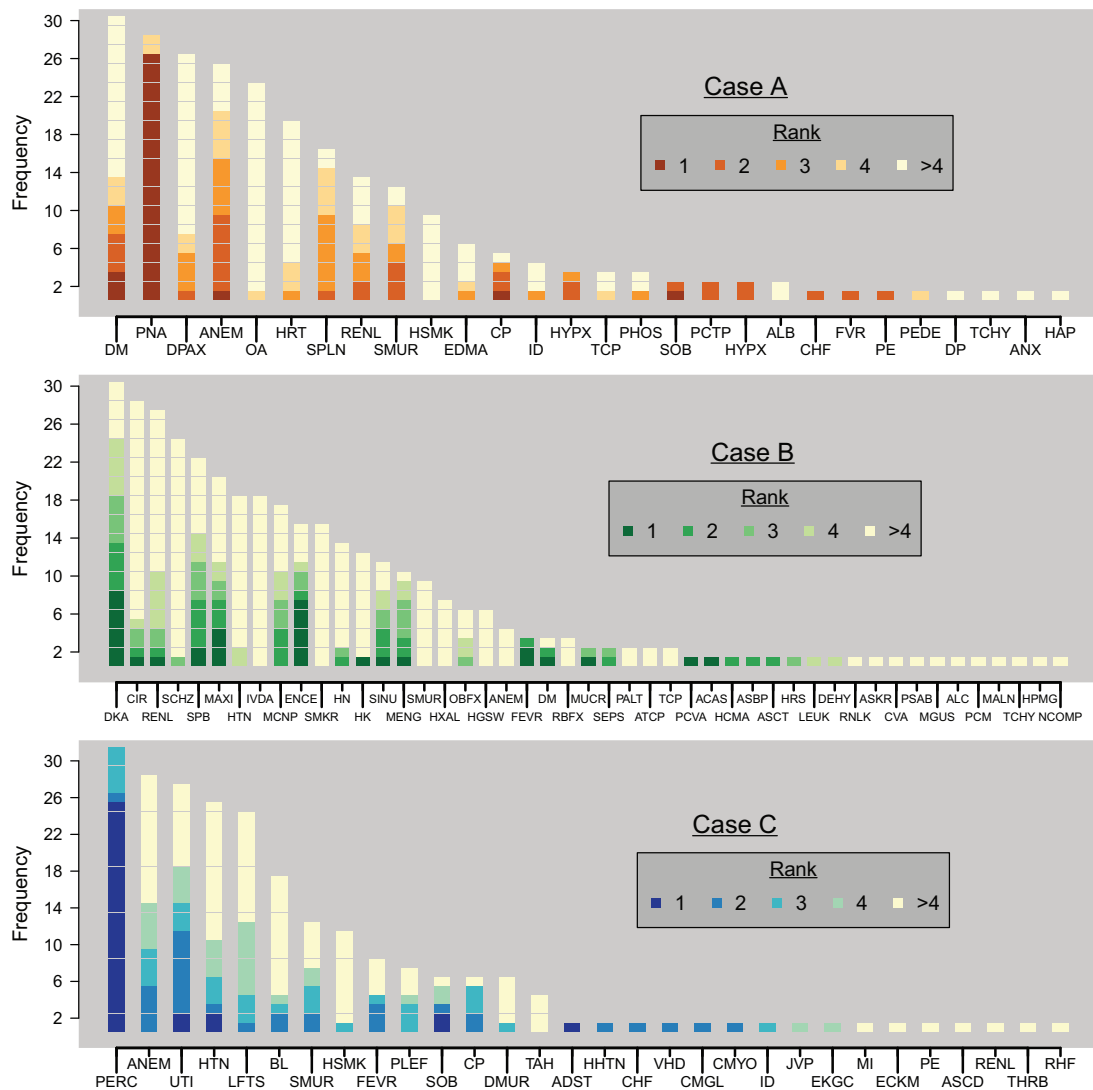 Case A
Rank
1 2 3 4 >4
Frequency
30
26
22
18
14
10
6
2
PNA ANEM HRT RENL HSMK CP HYPX PHOS PCTP ALB FVR PEDE TCHY HAP
DM DPAX OA SPLN SMUR EDMA ID TCP SOB HYPX CHF PE DP ANX
Case B
Rank
1 2 3 4 >4
Frequency
30
26
22
18
14
10
6
2
CIR SCHZ MAXI IVDA ENCE HN SINU SMUR OBFX ANEM DM MUCR PALT TCP ACAS ASBP HRS DEHY ASKR PSAB ALC MALN HPMG
DKA RENL SPB HTN MCNP SMKR HK MENG HXAL HGSW FEVR RBFX SEPS ATCP PCVA HCMA ASCT LEUK RNLK CVA MGUS PCM TCHY NCOMP
Case C
Rank
1 2 3 4 >4
Frequency
30
26
22
18
14
10
6
2
ANEM HTN BL HSMK PLEF CP TAH HHTN VHD CMYO JVP MI PE RENL RHF
PERC UTI LFTS SMUR FEVR SOB DMUR ADST CHF CMGL ID EKGC ECKM ASCD THRB